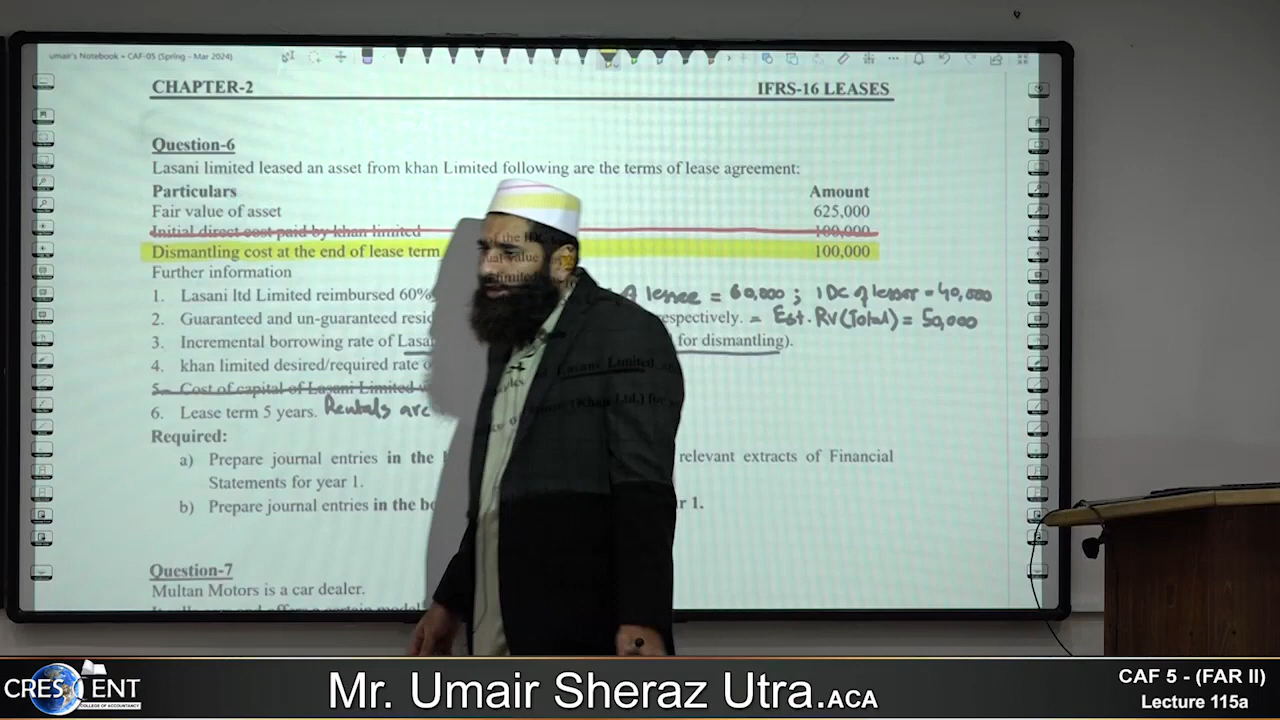 umair's Notebook » CAF-05 (Spring - Mar 2024)
CHAPTER-2 IFRS-16 LEASES
Question-6
Lasani limited leased an asset from khan Limited following are the terms of lease agreement:
Particulars Amount
Fair value of asset 625,000
Initial direct cost paid by khan limited 100,000
Dismantling cost at the end of lease term 100,000
Further information
1. Lasani ltd Limited reimbursed 60% of lessee = 60,000 ; IDC of lessor = 40,000
2. Guaranteed and un-guaranteed resid respectively. = Est. RV (Total) = 50,000
3. Incremental borrowing rate of Lasa for dismantling).
4. khan limited desired/required rate o
5. Cost of capital of Lasani Limited
6. Lease term 5 years. Rentals are
Required:
a) Prepare journal entries in the relevant extracts of Financial
Statements for year 1.
b) Prepare journal entries in the bo r 1.
Question-7
Multan Motors is a car dealer.
CRESCENT
COLLEGE OF ACCOUNTANCY
Mr. Umair Sheraz Utra.ACA
CAF 5 - (FAR II)
Lecture 115a